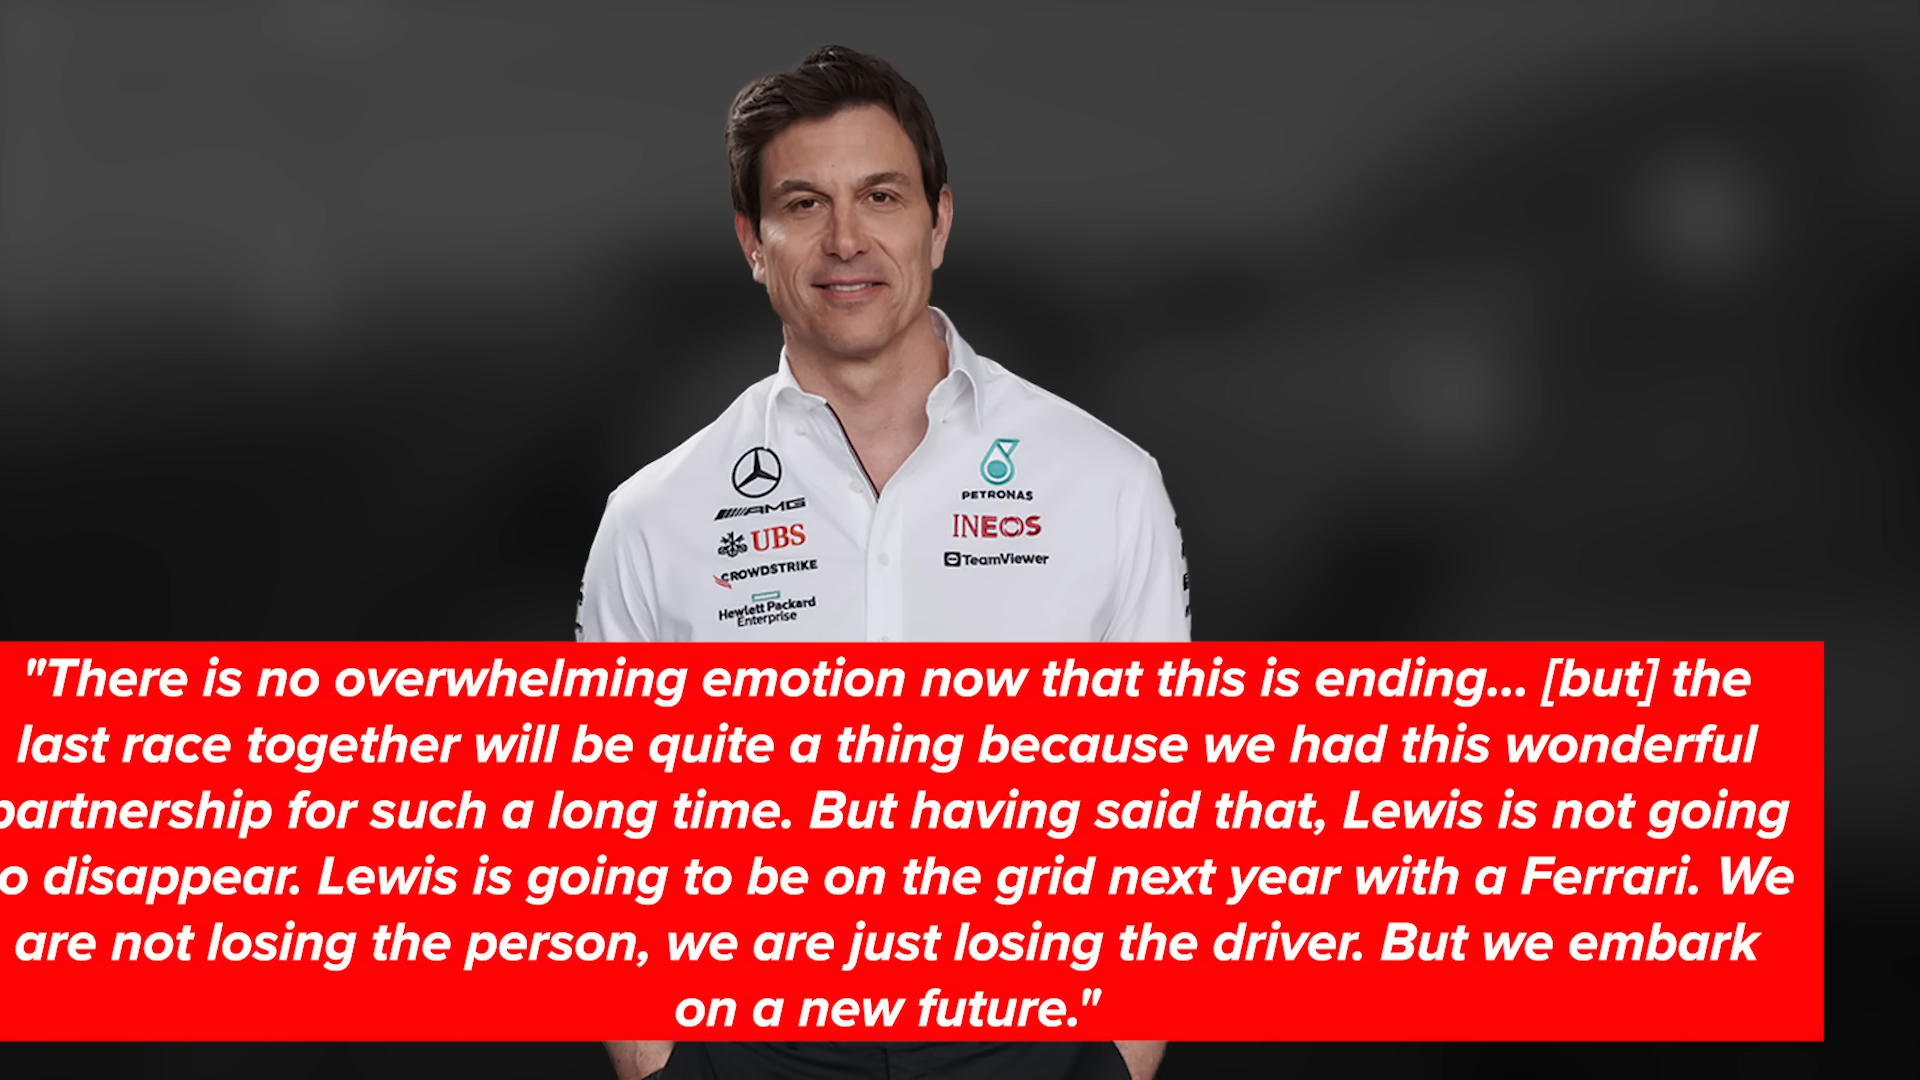 AMG
UBS
CROWDSTRIKE
Hewlett Packard
Enterprise
PETRONAS
INEOS
TeamViewer
"There is no overwhelming emotion now that this is ending... [but] the
last race together will be quite a thing because we had this wonderful
partnership for such a long time. But having said that, Lewis is not going
o disappear. Lewis is going to be on the grid next year with a Ferrari. We
are not losing the person, we are just losing the driver. But we embark
on a new future."